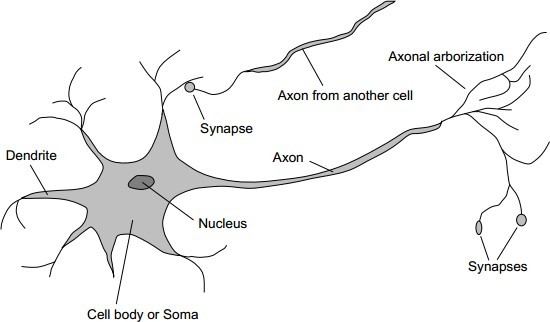 Axonal arborization
Axon from another cell
Synapse
Dendrite
Axon
Nucleus
Synapses
Cell body or Soma